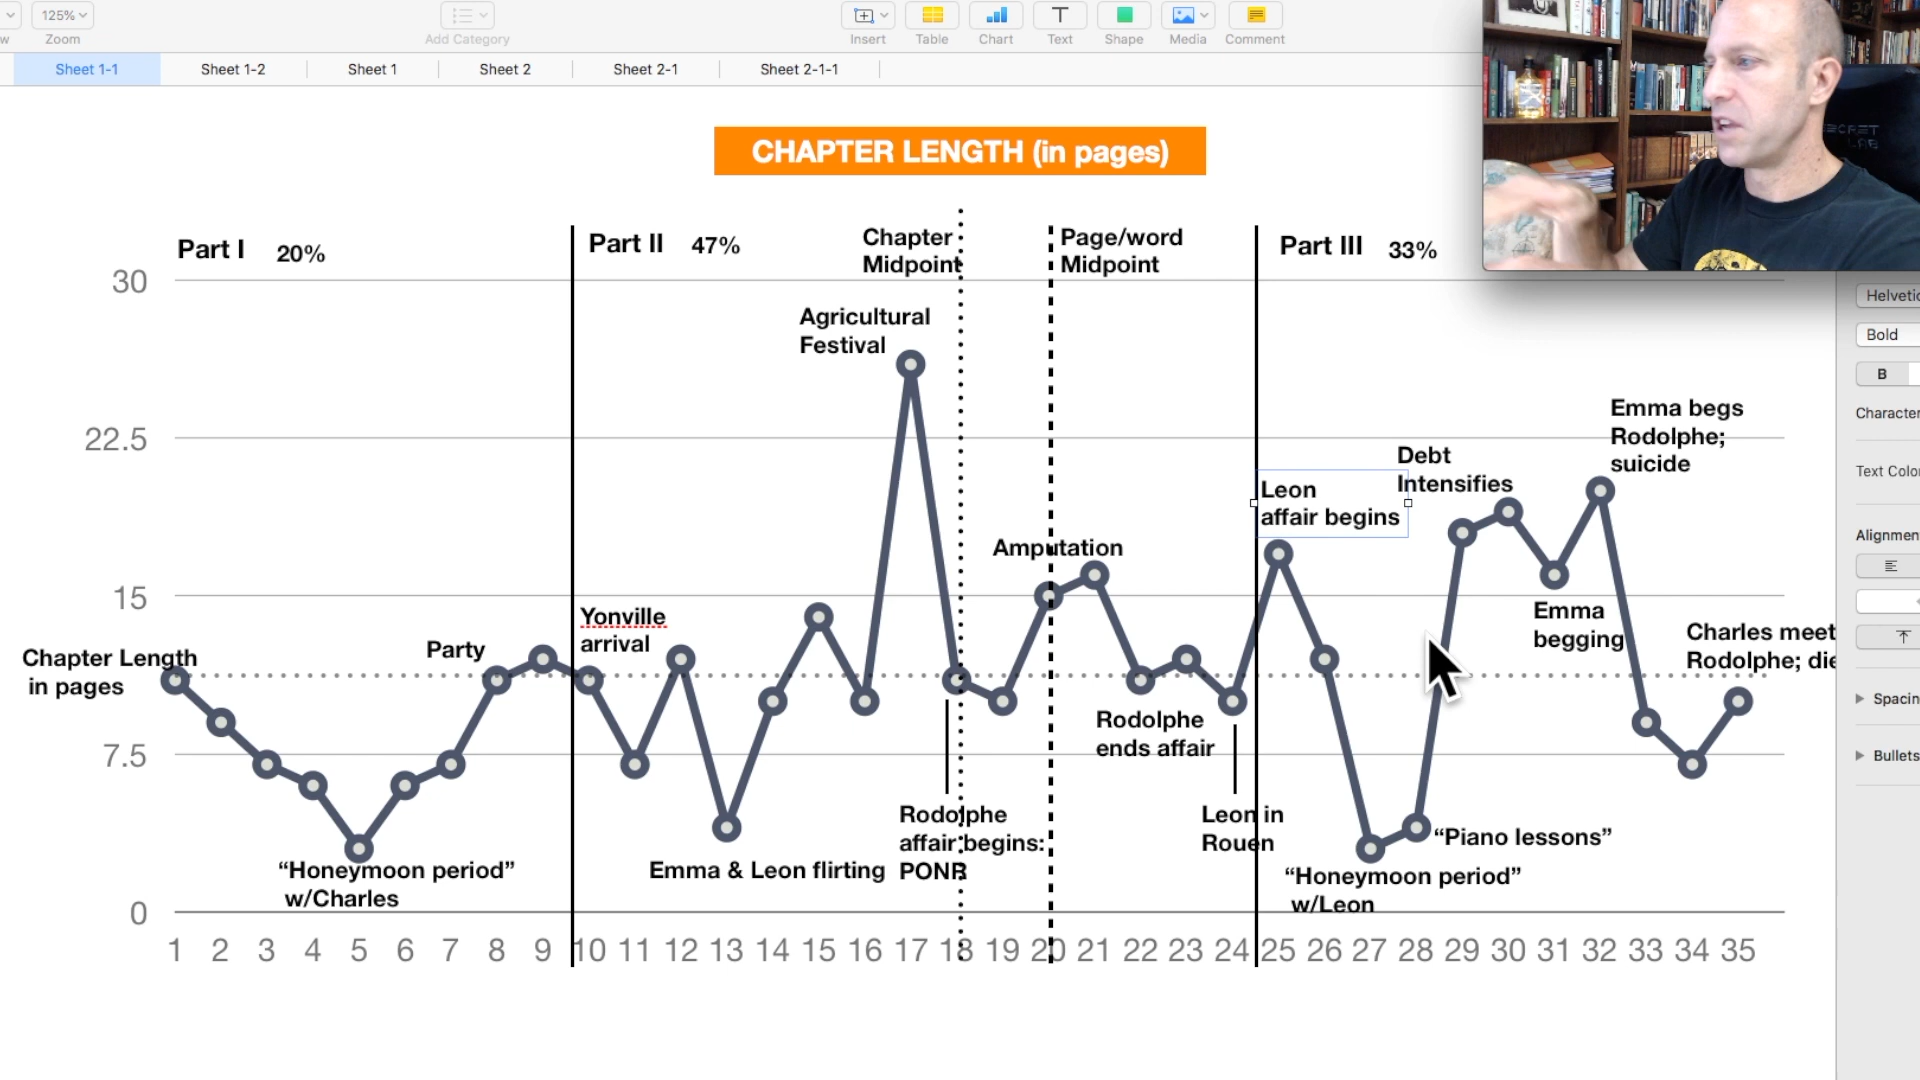 125%
Zoom
Add Category
Insert
Table
Chart
Text
Shape
Media
Comment
Sheet 1-1
Sheet 1-2
Sheet 1
Sheet 2
Sheet 2-1
Sheet 2-1-1
CHAPTER LENGTH (in pages)
Part I 20%
Part II 47%
Chapter
Midpoint
Page/word
Midpoint
Part III 33%
30
22.5
15
7.5
0
Agricultural
Festival
Emma begs
Rodolphe;
suicide
Debt
Intensifies
Leon
affair begins
Amputation
Yonville
arrival
Party
Chapter Length
in pages
Emma
begging
Charles meet
Rodolphe; die
Rodolphe
ends affair
Rodolphe
affair begins:
PONR
Leon in
Rouen
"Piano lessons"
"Honeymoon period"
w/Charles
Emma & Leon flirting
"Honeymoon period"
w/Leon
1 2 3 4 5 6 7 8 9 10 11 12 13 14 15 16 17 18 19 20 21 22 23 24 25 26 27 28 29 30 31 32 33 34 35
Helvetic
Bold
B
Character
Text Color
Alignmen
Spacin
Bullets